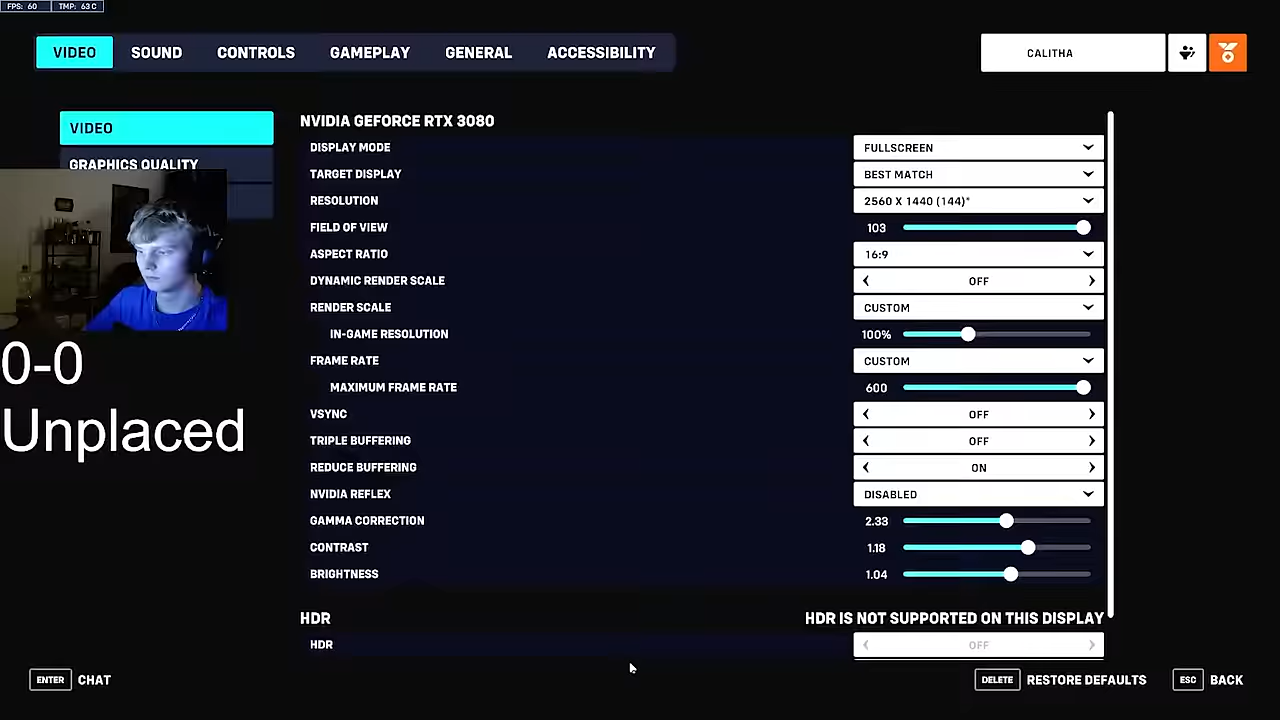 FPS: 60 TMP: 63 C
VIDEO SOUND CONTROLS GAMEPLAY GENERAL ACCESSIBILITY CALITHA
VIDEO
GRAPHICS QUALITY
NVIDIA GEFORCE RTX 3080
DISPLAY MODE FULLSCREEN
TARGET DISPLAY BEST MATCH
RESOLUTION 2560 X 1440 (144)*
FIELD OF VIEW 103
ASPECT RATIO 16:9
DYNAMIC RENDER SCALE OFF
RENDER SCALE CUSTOM
IN-GAME RESOLUTION 100%
FRAME RATE CUSTOM
MAXIMUM FRAME RATE 600
VSYNC OFF
TRIPLE BUFFERING OFF
REDUCE BUFFERING ON
NVIDIA REFLEX DISABLED
GAMMA CORRECTION 2.33
CONTRAST 1.18
BRIGHTNESS 1.04
HDR HDR IS NOT SUPPORTED ON THIS DISPLAY
HDR OFF
0-0
Unplaced
ENTER CHAT DELETE RESTORE DEFAULTS ESC BACK